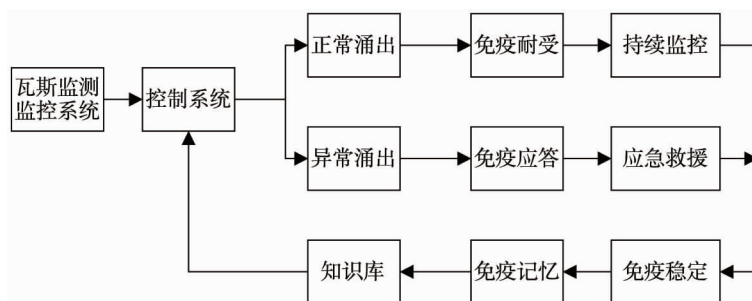 正常涌出
免疫耐受
持续监控
瓦斯监测
监控系统
控制系统
异常涌出
免疫应答
应急救援
知识库
免疫记忆
免疫稳定